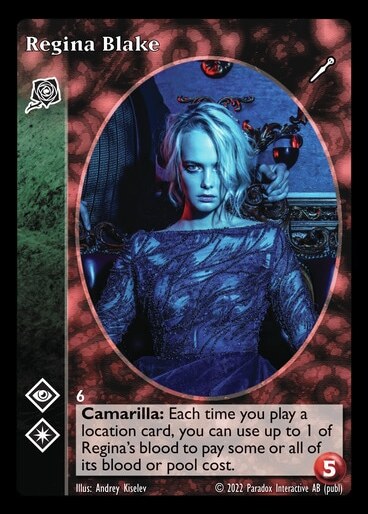 Regina Blake
6
Camarilla: Each time you play a
location card, you can use up to 1 of
Regina's blood to pay some or all of
its blood or pool cost.
5
Illus: Andrey Kiselev
© 2022 Paradox Interactive AB (publ)